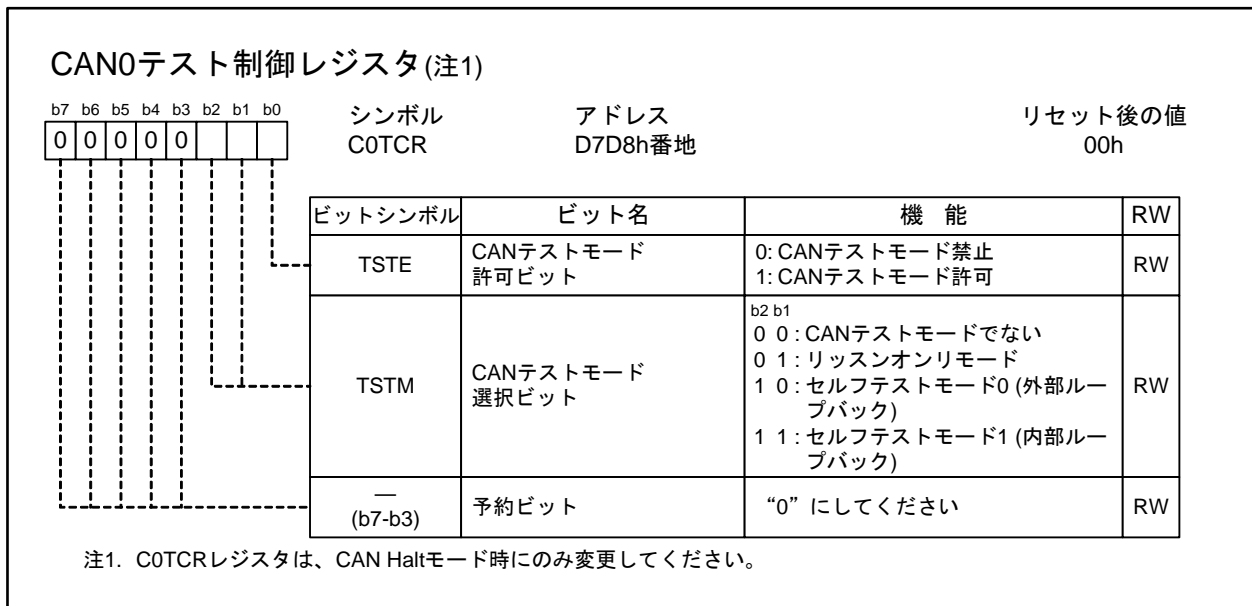 CAN0テスト制御レジスタ(注1)
b7 b6 b5 b4 b3 b2 b1 b0
0 0 0 0 0
シンボル
C0TCR
アドレス
D7D8h番地
リセット後の値
00h
ビットシンボル ビット名 機 能 RW
TSTE
CANテストモード
許可ビット
0: CANテストモード禁止
1: CANテストモード許可
RW
TSTM
CANテストモード
選択ビット
b2 b1
0 0 : CANテストモードでない
0 1 : リッスンオンリモード
1 0 : セルフテストモード0 (外部ルー
プバック)
1 1 : セルフテストモード1 (内部ルー
プバック)
RW
—
(b7-b3)
予約ビット
“0”にしてください
RW
注1. C0TCRレジスタは、CAN Haltモード時にのみ変更してください。